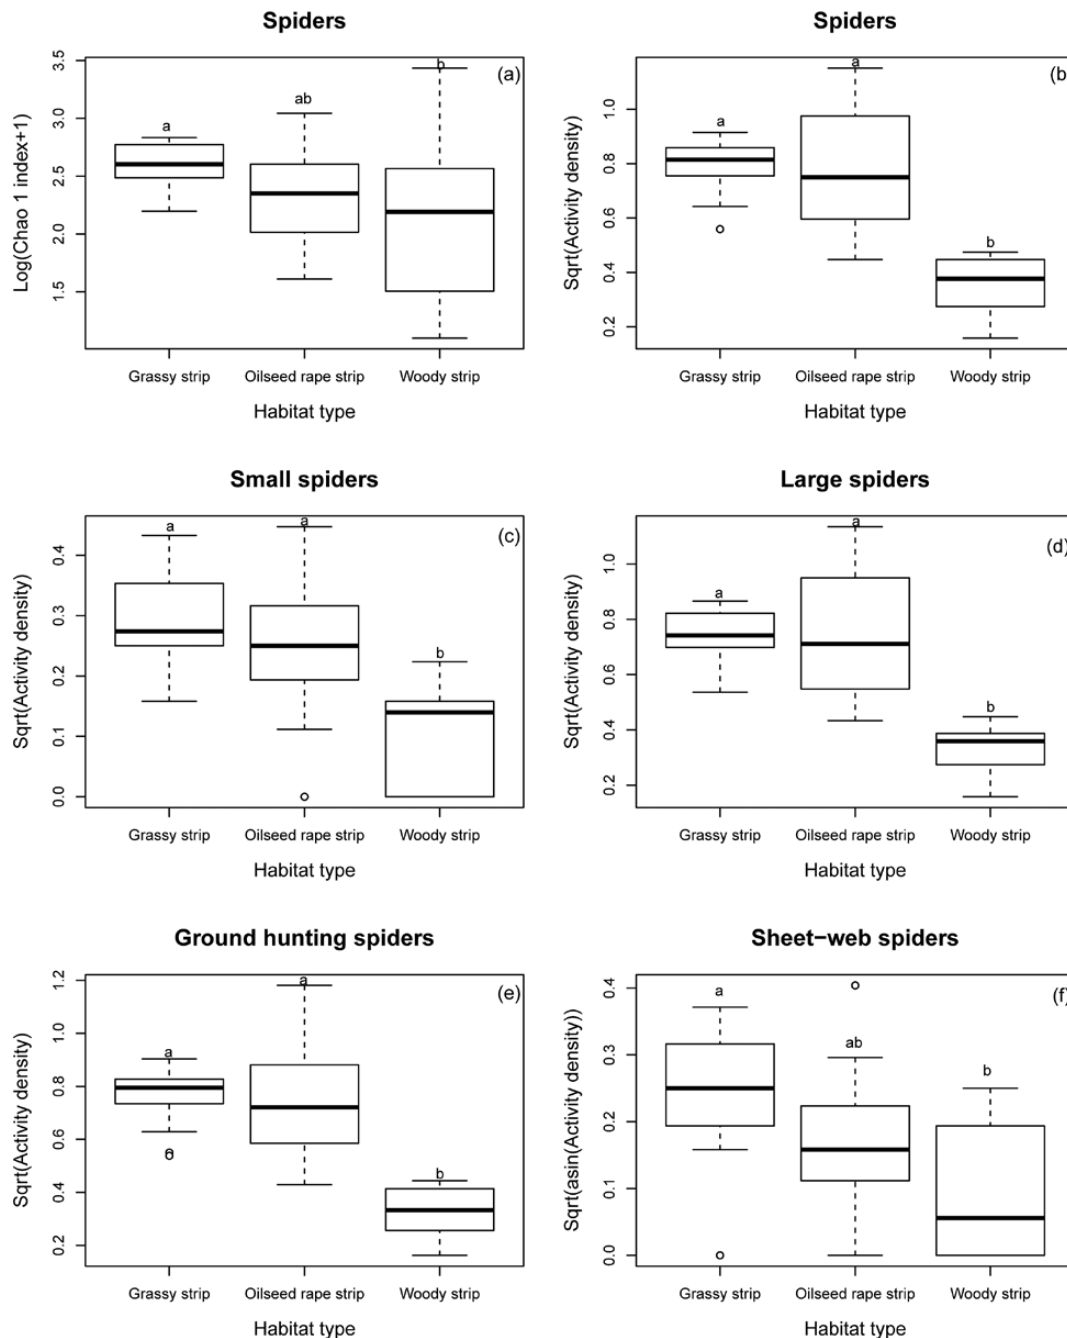 Spiders
(a)
Log(Chao 1 index+1)
3.5
3.0
2.5
2.0
1.5
a
ab
b
Grassy strip Oilseed rape strip Woody strip
Habitat type
Spiders
(b
Sqrt(Activity density)
1.0
0.8
0.6
0.4
0.2
a
a
b
Grassy strip Oilseed rape strip Woody strip
Habitat type
Small spiders
(c)
Sqrt(Activity density)
0.4
0.3
0.2
0.1
0.0
a
a
b
Grassy strip Oilseed rape strip Woody strip
Habitat type
Large spiders
(d)
Sqrt(Activity density)
1.0
0.8
0.6
0.4
0.2
a
a
b
Grassy strip Oilseed rape strip Woody strip
Habitat type
Ground hunting spiders
(e)
Sqrt(Activity density)
1.2
1.0
0.8
0.6
0.4
0.2
a
a
b
Grassy strip Oilseed rape strip Woody strip
Habitat type
Sheet−web spiders
(f)
Sqrt(asin(Activity density))
0.4
0.3
0.2
0.1
0.0
a
ab
b
Grassy strip Oilseed rape strip Woody strip
Habitat type